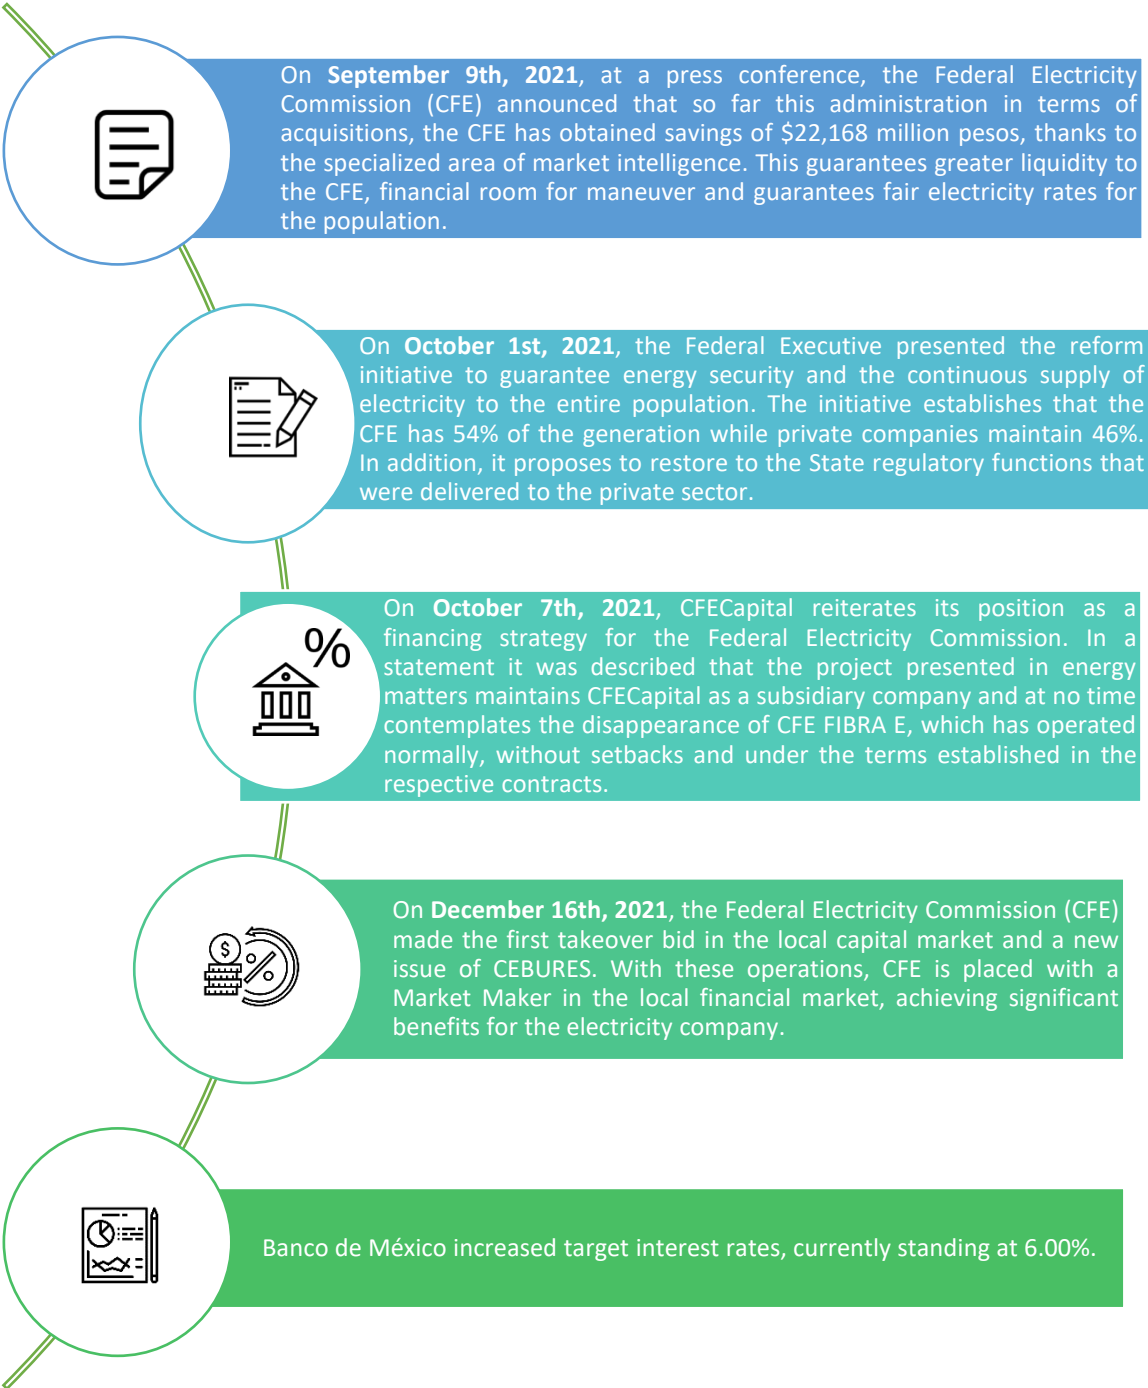 On September 9th, 2021, at a press conference, the Federal Electricity
Commission (CFE) announced that so far this administration in terms of
acquisitions, the CFE has obtained savings of $22,168 million pesos, thanks to
the specialized area of market intelligence. This guarantees greater liquidity to
the CFE, financial room for maneuver and guarantees fair electricity rates for
the population.
On October 1st, 2021, the Federal Executive presented the reform
initiative to guarantee energy security and the continuous supply of
electricity to the entire population. The initiative establishes that the
CFE has 54% of the generation while private companies maintain 46%.
In addition, it proposes to restore to the State regulatory functions that
were delivered to the private sector.
%
On October 7th, 2021, CFECapital reiterates its position as a
financing strategy for the Federal Electricity Commission. In a
statement it was described that the project presented in energy
matters maintains CFECapital as a subsidiary company and at no time
contemplates the disappearance of CFE FIBRA E, which has operated
normally, without setbacks and under the terms established in the
respective contracts.
$
%
On December 16th, 2021, the Federal Electricity Commission (CFE)
made the first takeover bid in the local capital market and a new
issue of CEBURES. With these operations, CFE is placed with a
Market Maker in the local financial market, achieving significant
benefits for the electricity company.
Banco de México increased target interest rates, currently standing at 6.00%.